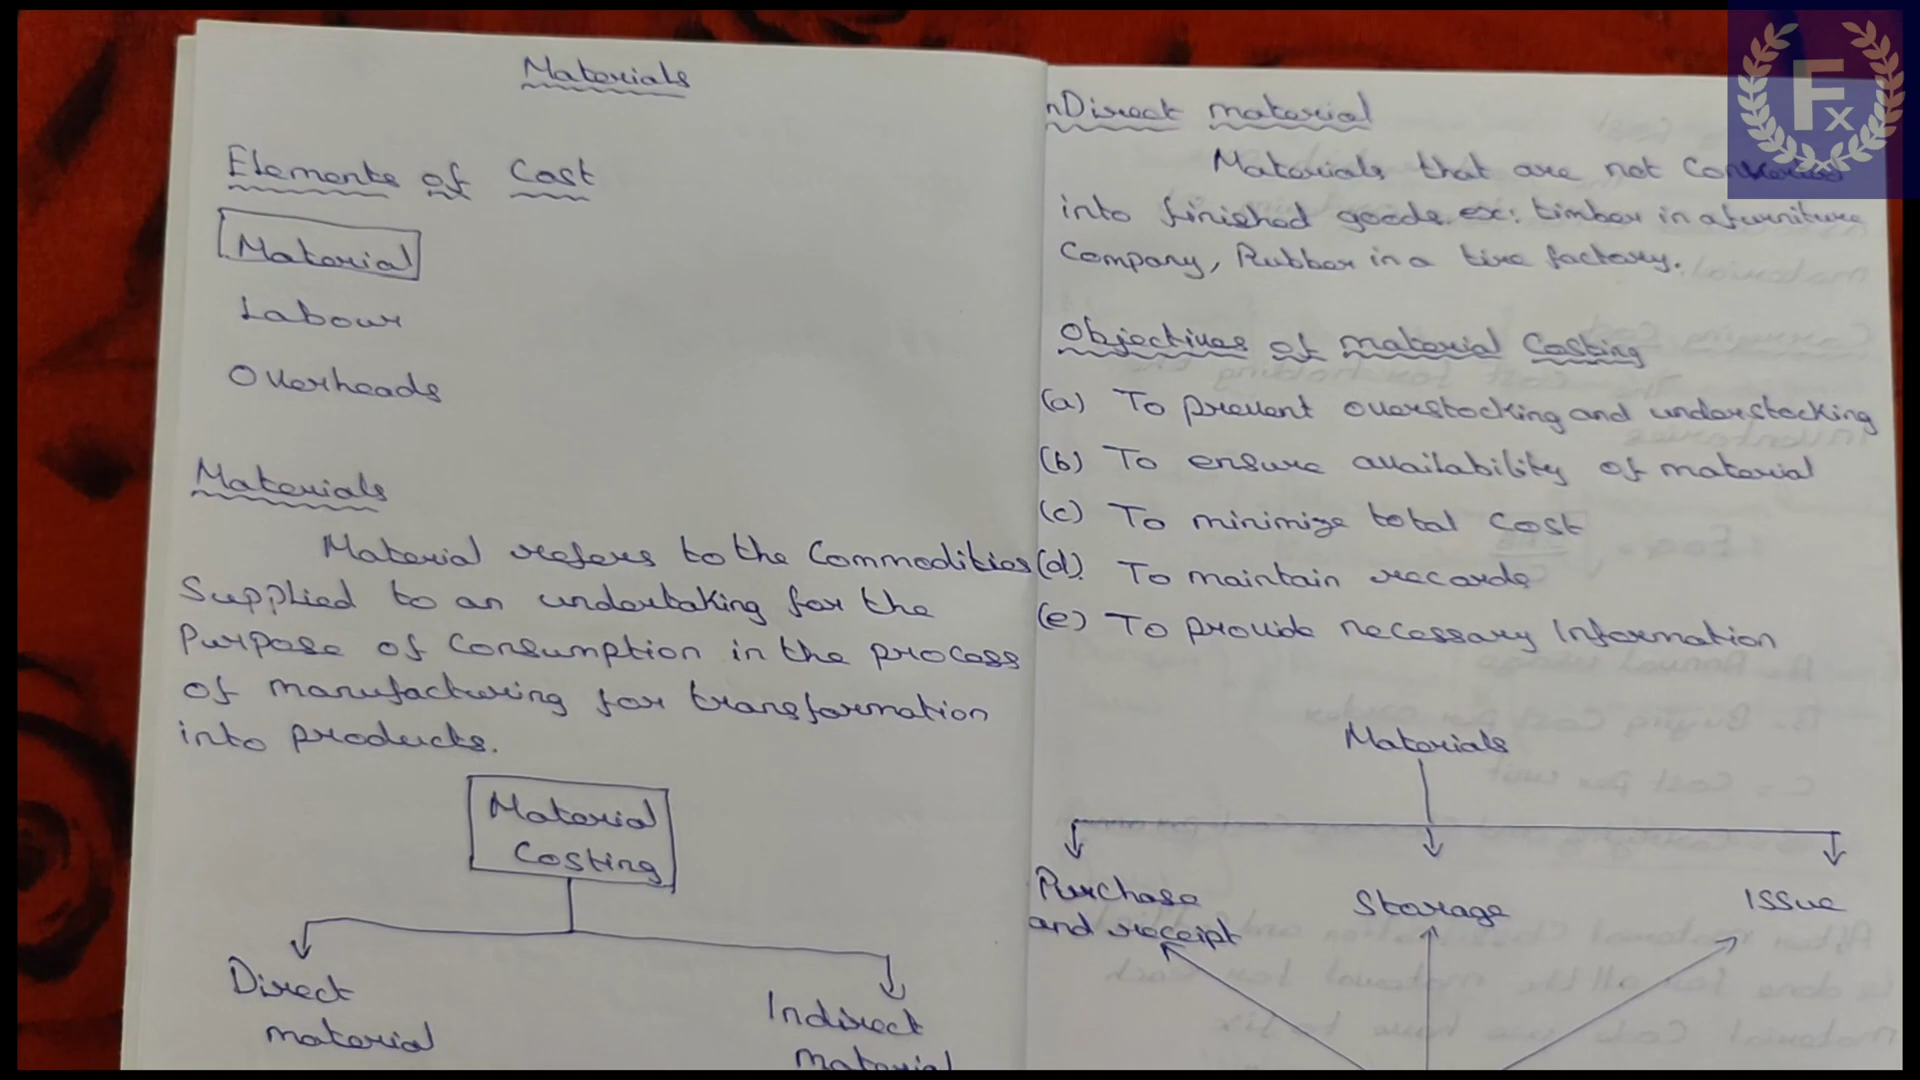 Materials
Elements of Cost
Material
Labour
Overheads
Materials
Material refers to the Commodities
Supplied to an undertaking for the
Purpose of Consumption in the process
of manufacturing for transformation
into products.
Material
Costing
Direct
material
Indirect
material
nDirect material
Materials that are not
into finished goods. ex: timber in a furniture
Company, Rubber in a tire factory.
Objectives of material Costing
(a) To prevent overstocking and understocking
(b) To ensure availability of material
(c) To minimize total Cost
(d) To maintain records
(e) To provide necessary Information
Materials
Purchase
and receipt
Storage
Issue
Fx